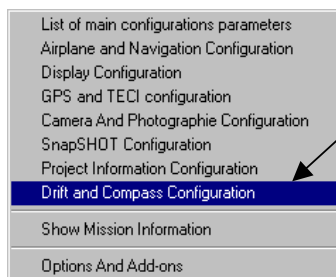 List of main configurations parameters
Airplane and Navigation Configuration
Display Configuration
GPS and TECI configuration
Camera And Photographie Configuration
SnapSHOT Configuration
Project Information Configuration
Drift and Compass Configuration
Show Mission Information
Options And Add-ons